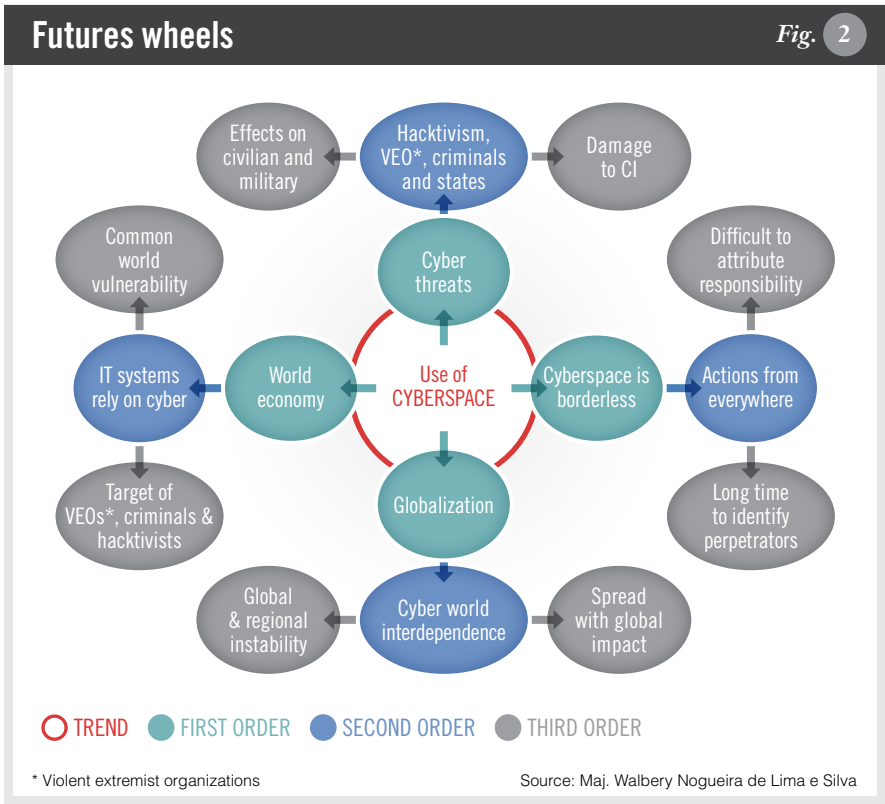 Futures wheels
Fig. 2
Effects on
civilian and
military
Hacktivism,
VEO*, criminals
and states
Damage
to CI
Common
world
vulnerability
Cyber
threats
Difficult to
attribute
responsibility
IT systems
rely on cyber
World
economy
Use of
CYBERSPACE
Cyberspace is
borderless
Actions from
everywhere
Target of
VEOs*, criminals &
hacktivists
Globalization
Long time
to identify
perpetrators
Global
& regional
instability
Cyber world
interdependence
Spread
with global
impact
TREND
FIRST ORDER
SECOND ORDER
THIRD ORDER
* Violent extremist organizations
Source: Maj. Walbery Nogueira de Lima e Silva